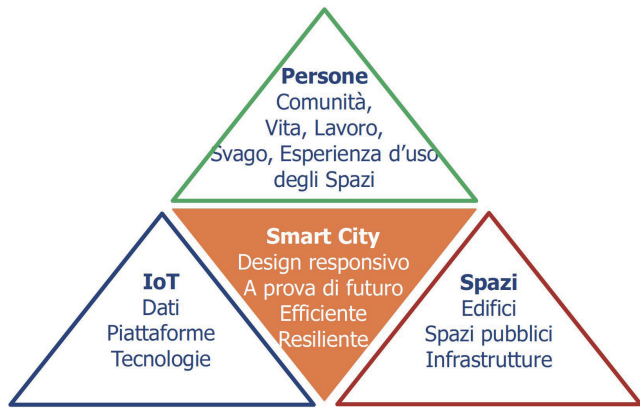 Persone
Comunità,
Vita, Lavoro,
Svago, Esperienza d’uso
degli Spazi
Smart City
Design responsivo
A prova di futuro
Efficiente
Resiliente
IoT
Dati
Piattaforme
Tecnologie
Spazi
Edifici
Spazi pubblici
Infrastrutture